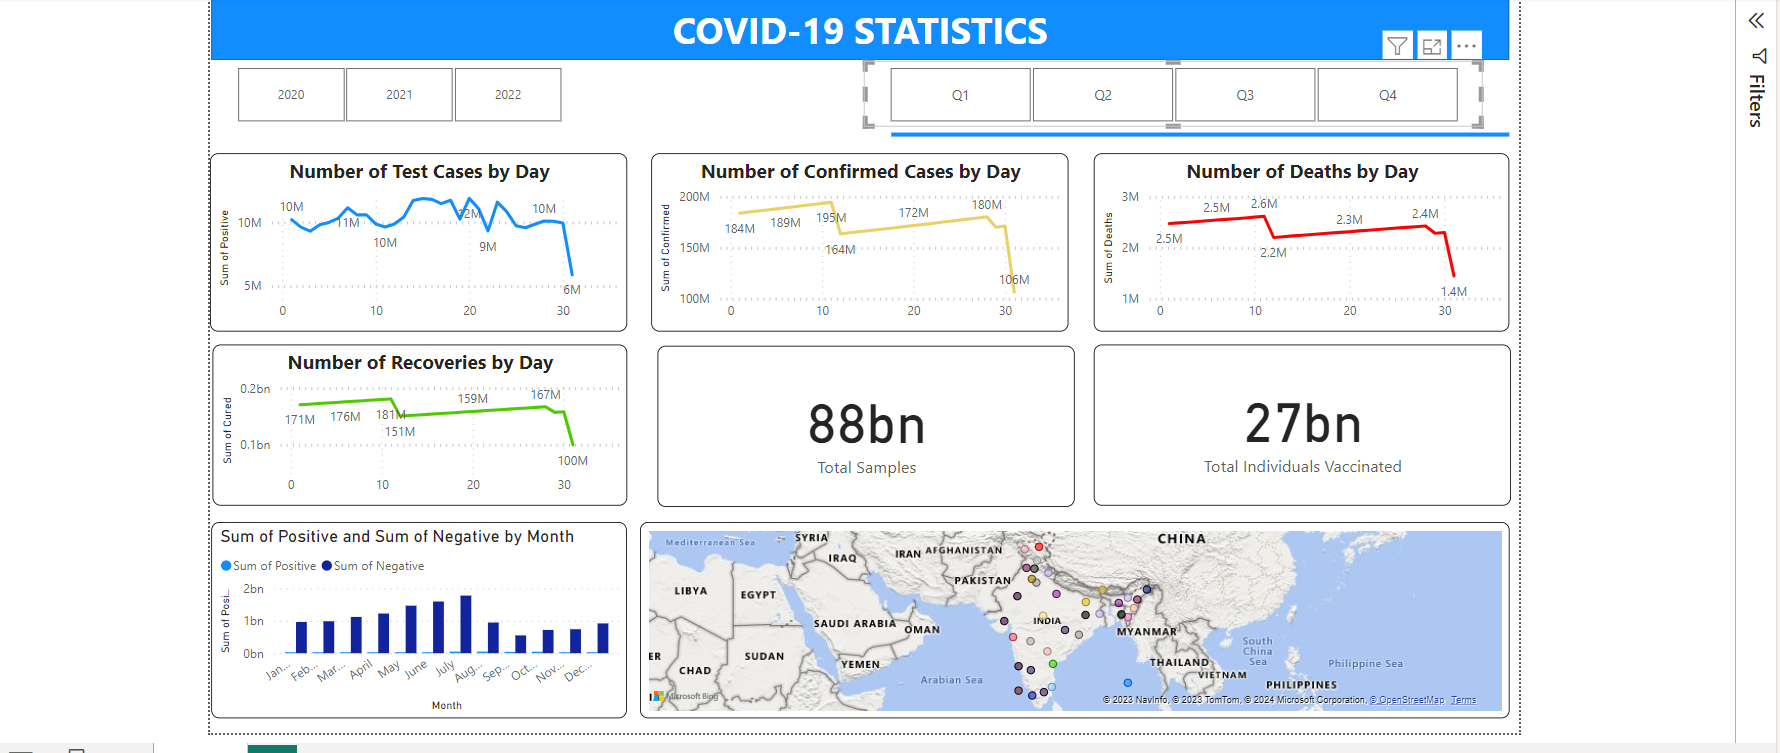 COVID-19 STATISTICS
2020 2021 2022
Q1 Q2 Q3 Q4
Filters
Number of Test Cases by Day
Sum of Positive
10M
5M
10M
11M
10M
12M
9M
10M
6M
0 10 20 30
Number of Confirmed Cases by Day
Sum of Confirmed
200M
150M
100M
184M
189M
195M
164M
172M
180M
106M
0 10 20 30
Number of Deaths by Day
Sum of Deaths
3M
2M
1M
2.5M
2.5M
2.6M
2.2M
2.3M
2.4M
1.4M
0 10 20 30
Number of Recoveries by Day
Sum of Cured
0.2bn
0.1bn
171M
176M
181M
151M
159M
167M
100M
0 10 20 30
88bn
Total Samples
27bn
Total Individuals Vaccinated
Sum of Positive and Sum of Negative by Month
Sum of Positive Sum of Negative
Sum of Posi...
2bn
1bn
0bn
Jan... Feb... Mar... April May June July Aug... Sep... Oct... Nov... Dec...
Month
Mediterranean Sea
SYRIA
CHINA
IRAQ
IRAN
AFGHANISTAN
PAKISTAN
LIBYA
EGYPT
SAUDI ARABIA
OMAN
INDIA
MYANMAR
ER
CHAD
SUDAN
YEMEN
Arabian Sea
THAILAND
VIETNAM
South
China
Sea
Philippine Sea
PHILIPPINES
Microsoft Bing
© 2023 NavInfo, © 2023 TomTom, © 2024 Microsoft Corporation, © OpenStreetMap Terms